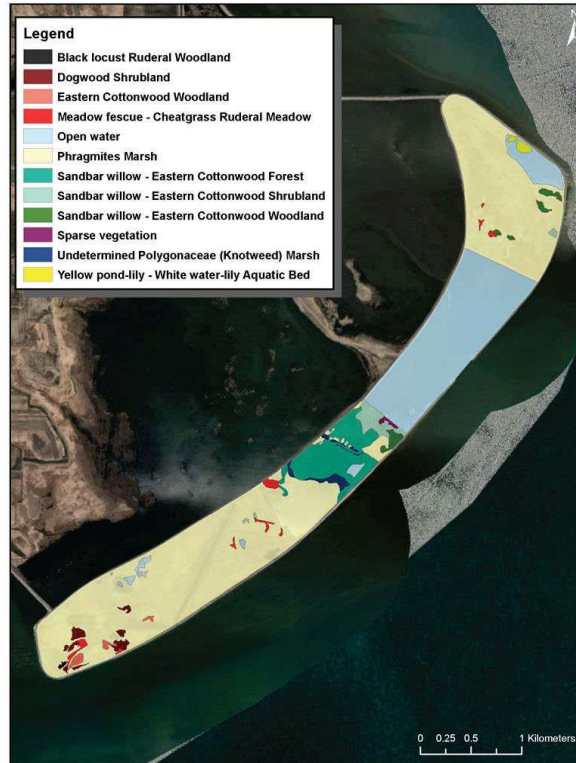 Legend
Black locust Ruderal Woodland
Dogwood Shrubland
Eastern Cottonwood Woodland
Meadow fescue - Cheatgrass Ruderal Meadow
Open water
Phragmites Marsh
Sandbar willow - Eastern Cottonwood Forest
Sandbar willow - Eastern Cottonwood Shrubland
Sandbar willow - Eastern Cottonwood Woodland
Sparse vegetation
Undetermined Polygonaceae (Knotweed) Marsh
Yellow pond-lily - White water-lily Aquatic Bed
N
0 0.25 0.5 1 Kilometers